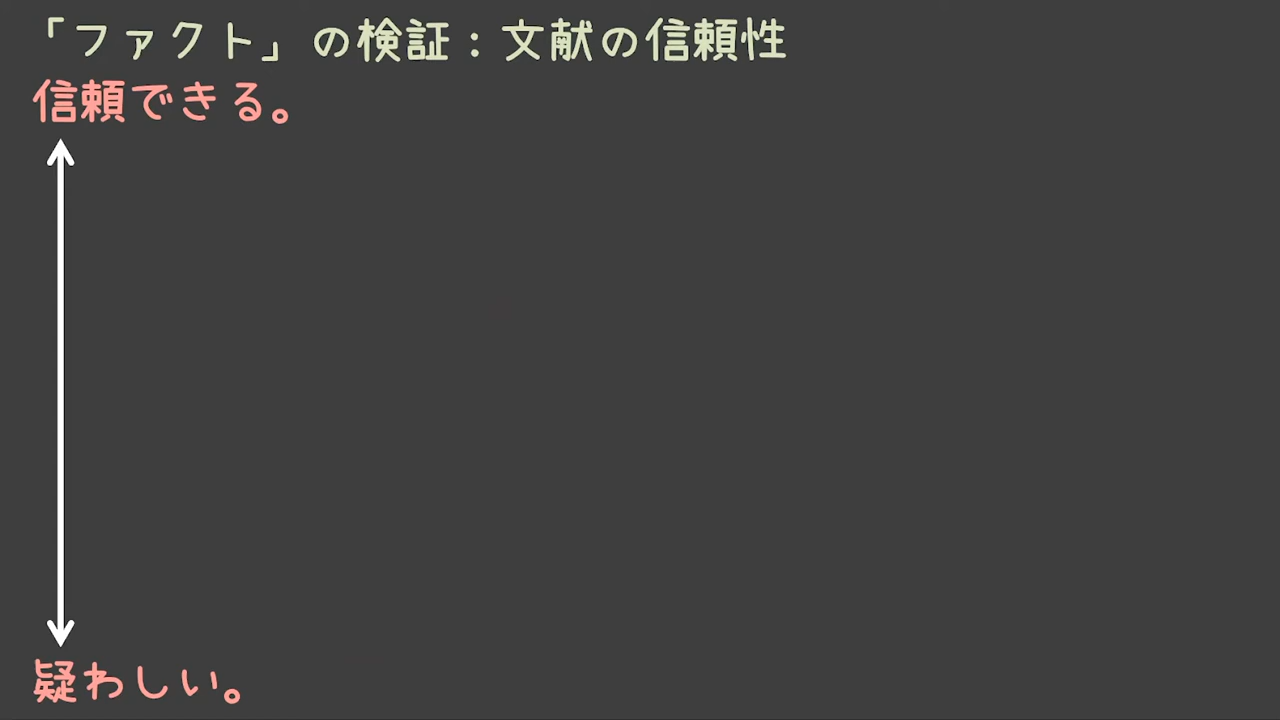 「ファクト」の検証：文献の信頼性
信頼できる。
疑わしい。